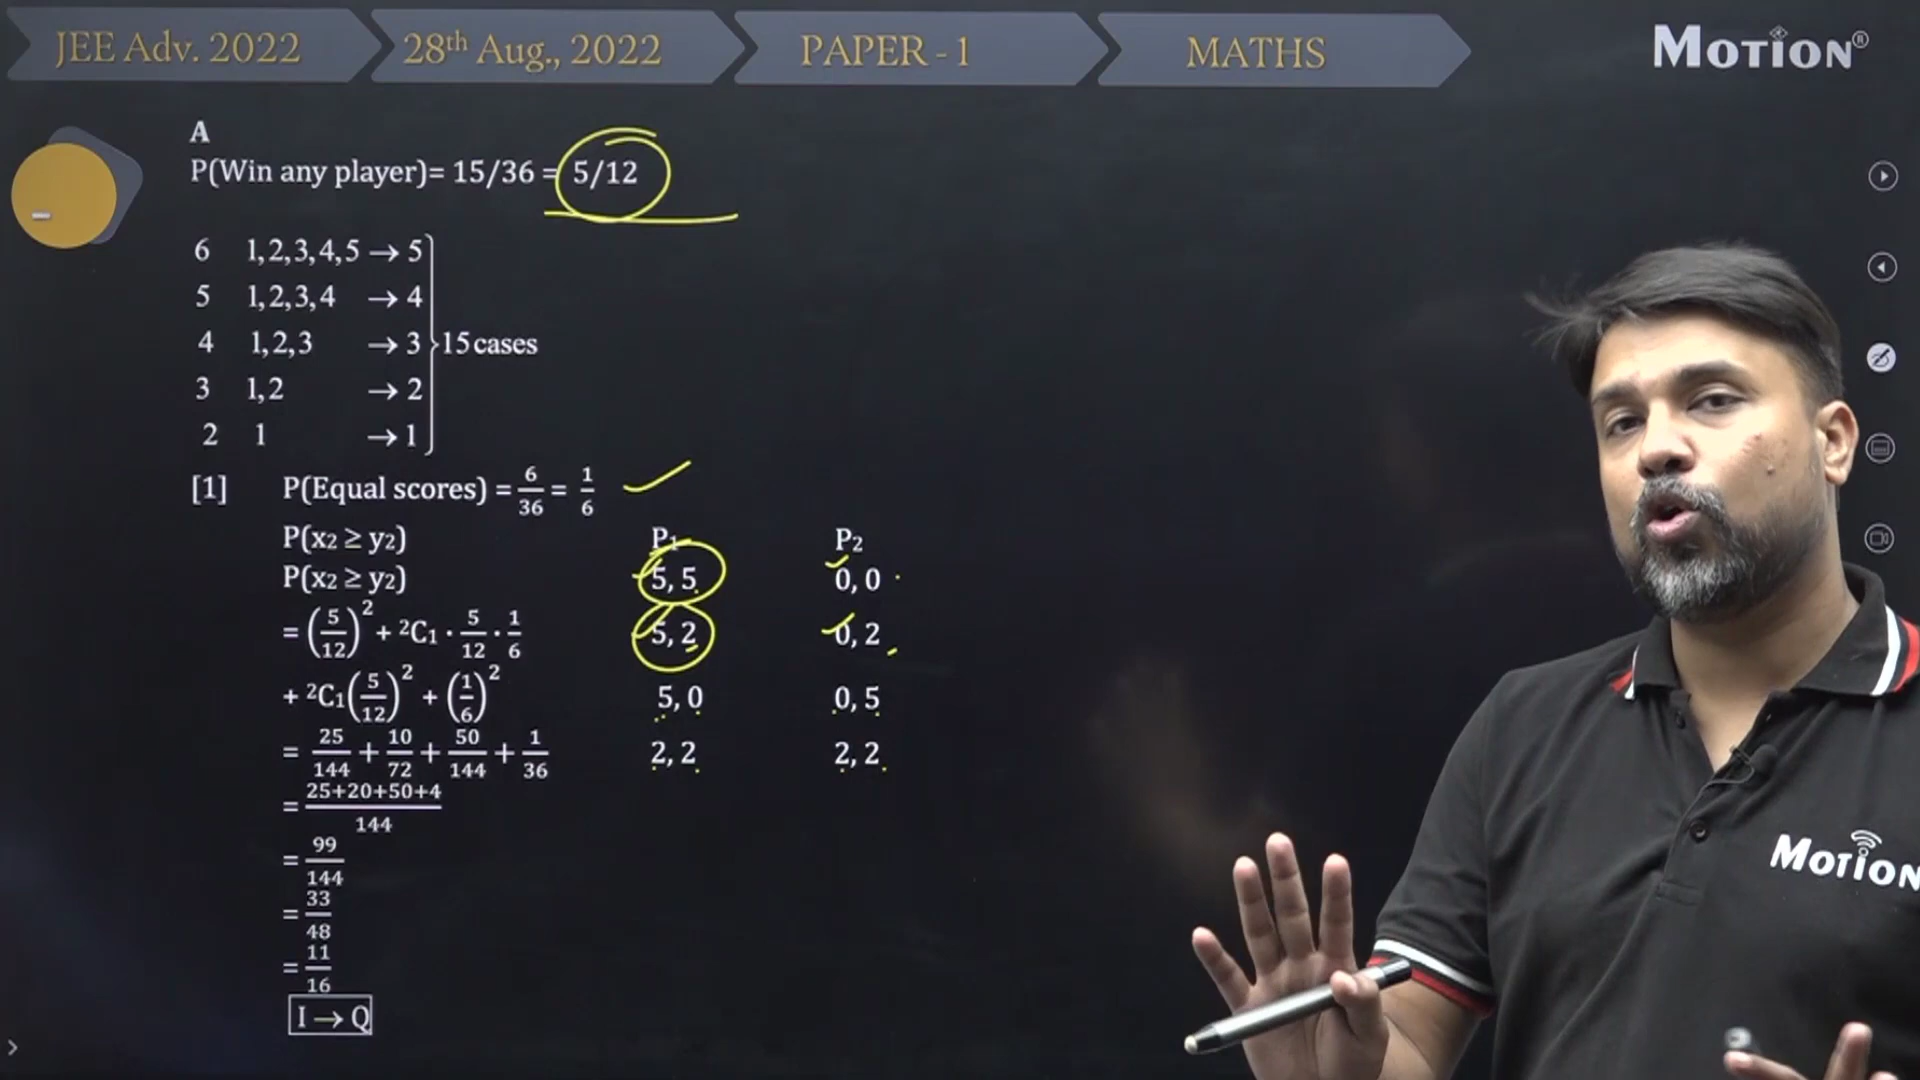 JEE Adv. 2022 28th Aug., 2022 PAPER - 1 MATHS MOTION®
A
P(Win any player)= 15/36 = 5/12
6 1,2,3,4,5 → 5
5 1,2,3,4 → 4
4 1,2,3 → 3 }15 cases
3 1,2 → 2
2 1 → 1
[1] P(Equal scores) = 6/36 = 1/6
P(x₂ ≥ y₂) P₁ P₂
P(x₂ ≥ y₂) 5, 5 0, 0
= (5/12)² + ²C₁ · 5/12 · 1/6 5, 2 0, 2
+ ²C₁(5/12)² + (1/6)² 5, 0 0, 5
= 25/144 + 10/72 + 50/144 + 1/36 2, 2 2, 2
= 25+20+50+4/144
= 99/144
= 33/48
= 11/16
I → Q
MOTION